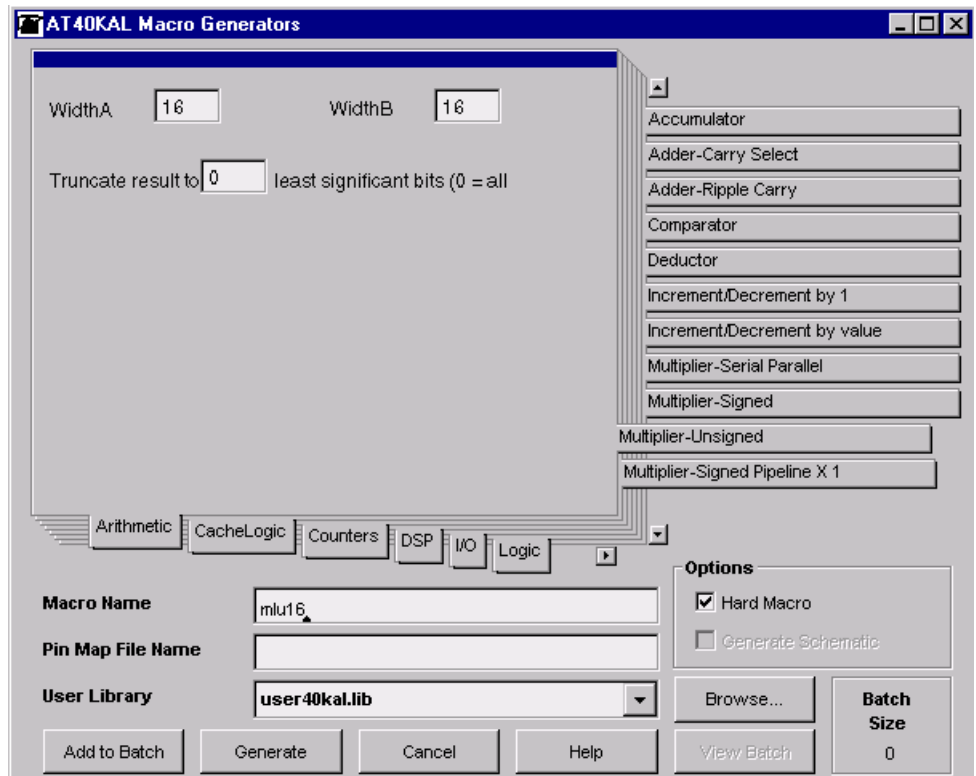 AT40KAL Macro Generators
WidthA 16 WidthB 16
Truncate result to 0 least significant bits (0 = all
Accumulator
Adder-Carry Select
Adder-Ripple Carry
Comparator
Deductor
Increment/Decrement by 1
Increment/Decrement by value
Multiplier-Serial Parallel
Multiplier-Signed
Multiplier-Unsigned
Multiplier-Signed Pipeline X 1
Arithmetic CacheLogic Counters DSP I/O Logic
Options
Macro Name mlu16 Hard Macro
Generate Schematic
Pin Map File Name
User Library user40kal.lib Browse... Batch Size
Add to Batch Generate Cancel Help View Batch 0